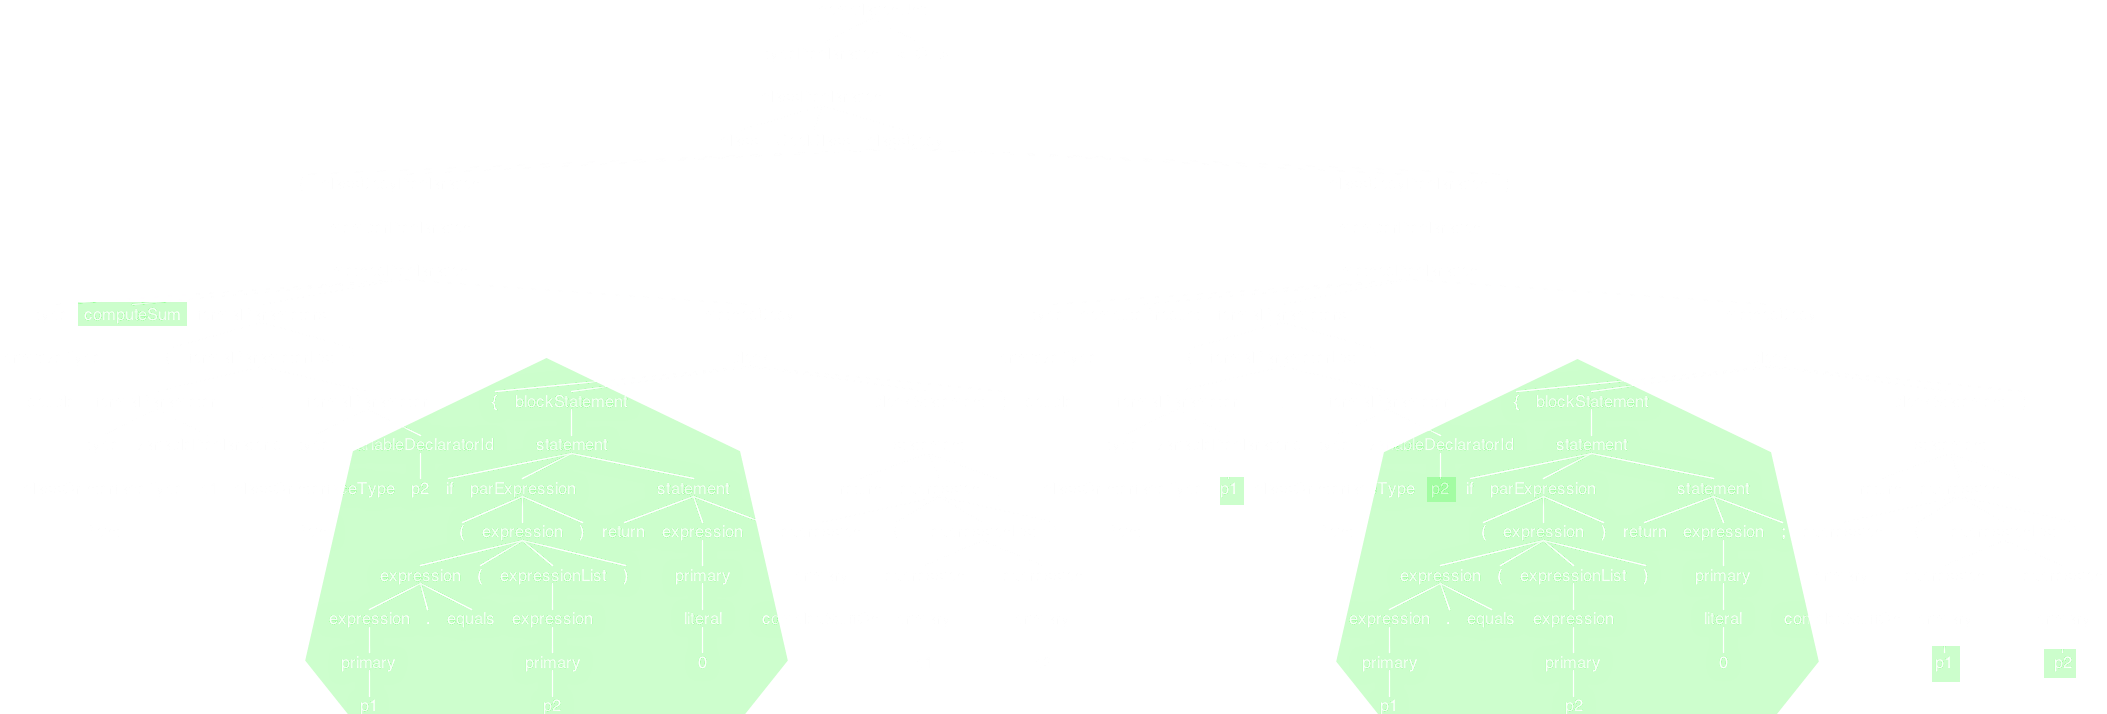 computeSum
{ blockStatement { blockStatement
statement statement
p2 if parExpression statement p1 p2 if parExpression statement
( expression ) return expression ( expression ) return expression ;
expression ( expressionList ) primary expression ( expressionList ) primary
expression . equals expression literal expression . equals expression literal
primary primary 0 primary primary 0 p1 p2
p1 p2 p1 p2